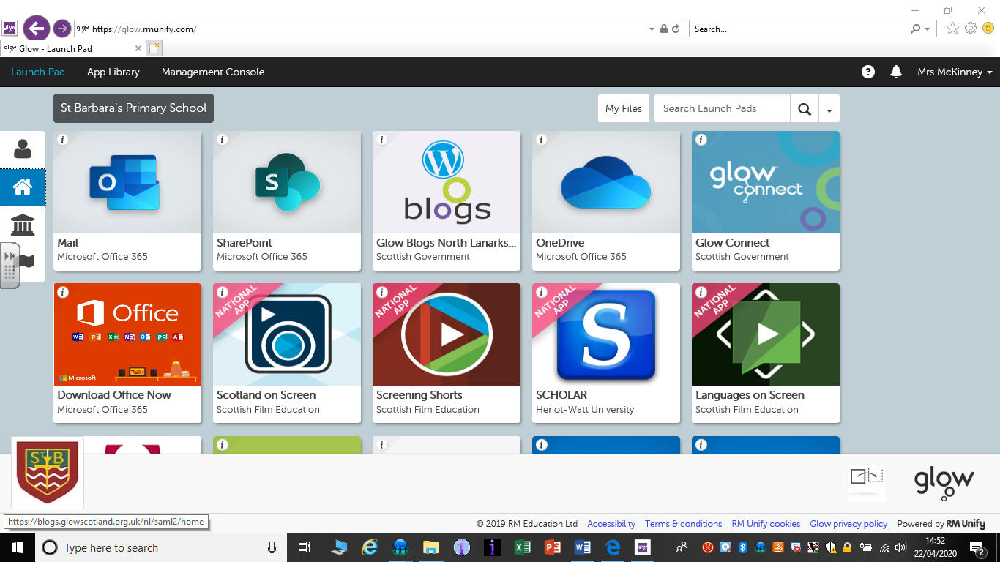 glow https://glow.rmunify.com/ Search...
glow Glow - Launch Pad
Launch Pad App Library Management Console Mrs McKinney
St Barbara's Primary School My Files Search Launch Pads
Mail
Microsoft Office 365
SharePoint
Microsoft Office 365
blogs
Glow Blogs North Lanarks...
Scottish Government
OneDrive
Microsoft Office 365
glow connect
Glow Connect
Scottish Government
Office
Microsoft
Download Office Now
Microsoft Office 365
NATIONAL APP
Scotland on Screen
Scottish Film Education
NATIONAL APP
Screening Shorts
Scottish Film Education
NATIONAL APP
S
SCHOLAR
Heriot-Watt University
NATIONAL APP
Languages on Screen
Scottish Film Education
ST B
glow
https://blogs.glowscotland.org.uk/nl/saml2/home
© 2019 RM Education Ltd Accessibility Terms & conditions RM Unify cookies Glow privacy policy Powered by RM Unify
Type here to search
14:52
22/04/2020
2